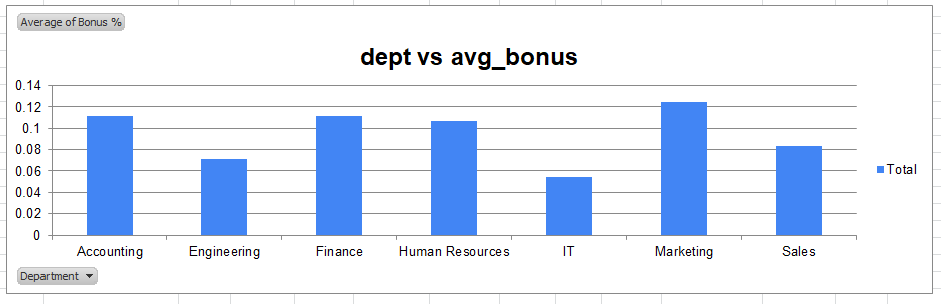 Average of Bonus %
dept vs avg_bonus
0.14
0.12
0.1
0.08
0.06
0.04
0.02
0
Accounting Engineering Finance Human Resources IT Marketing Sales
Total
Department